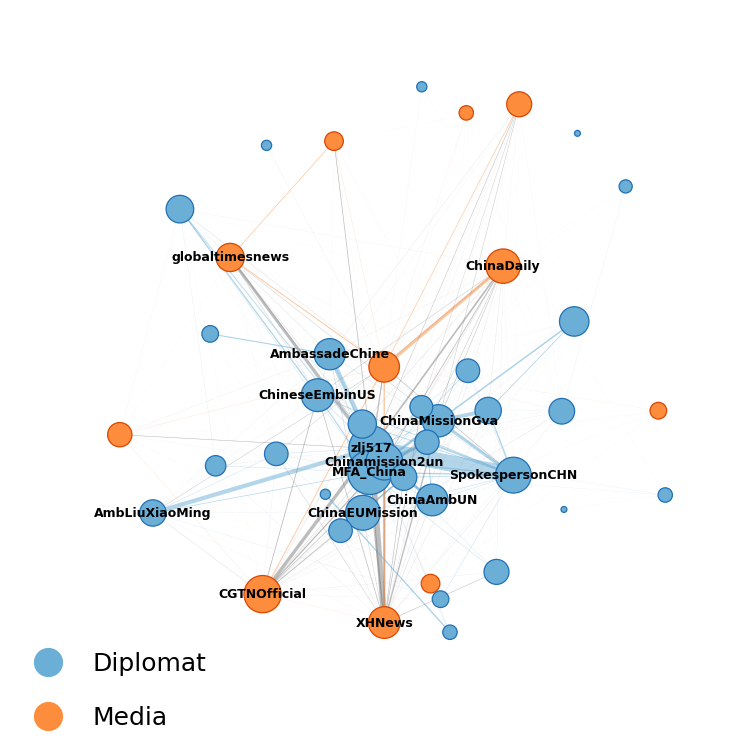 globaltimesnews
ChinaDaily
AmbassadeChine
ChineseEmbinUS
ChinaMissionGva
zlj517
Chinamission2un
MFA_China
SpokespersonCHN
ChinaAmbUN
AmbLiuXiaoMing
ChinaEUMission
CGTNOfficial
XHNews
Diplomat
Media